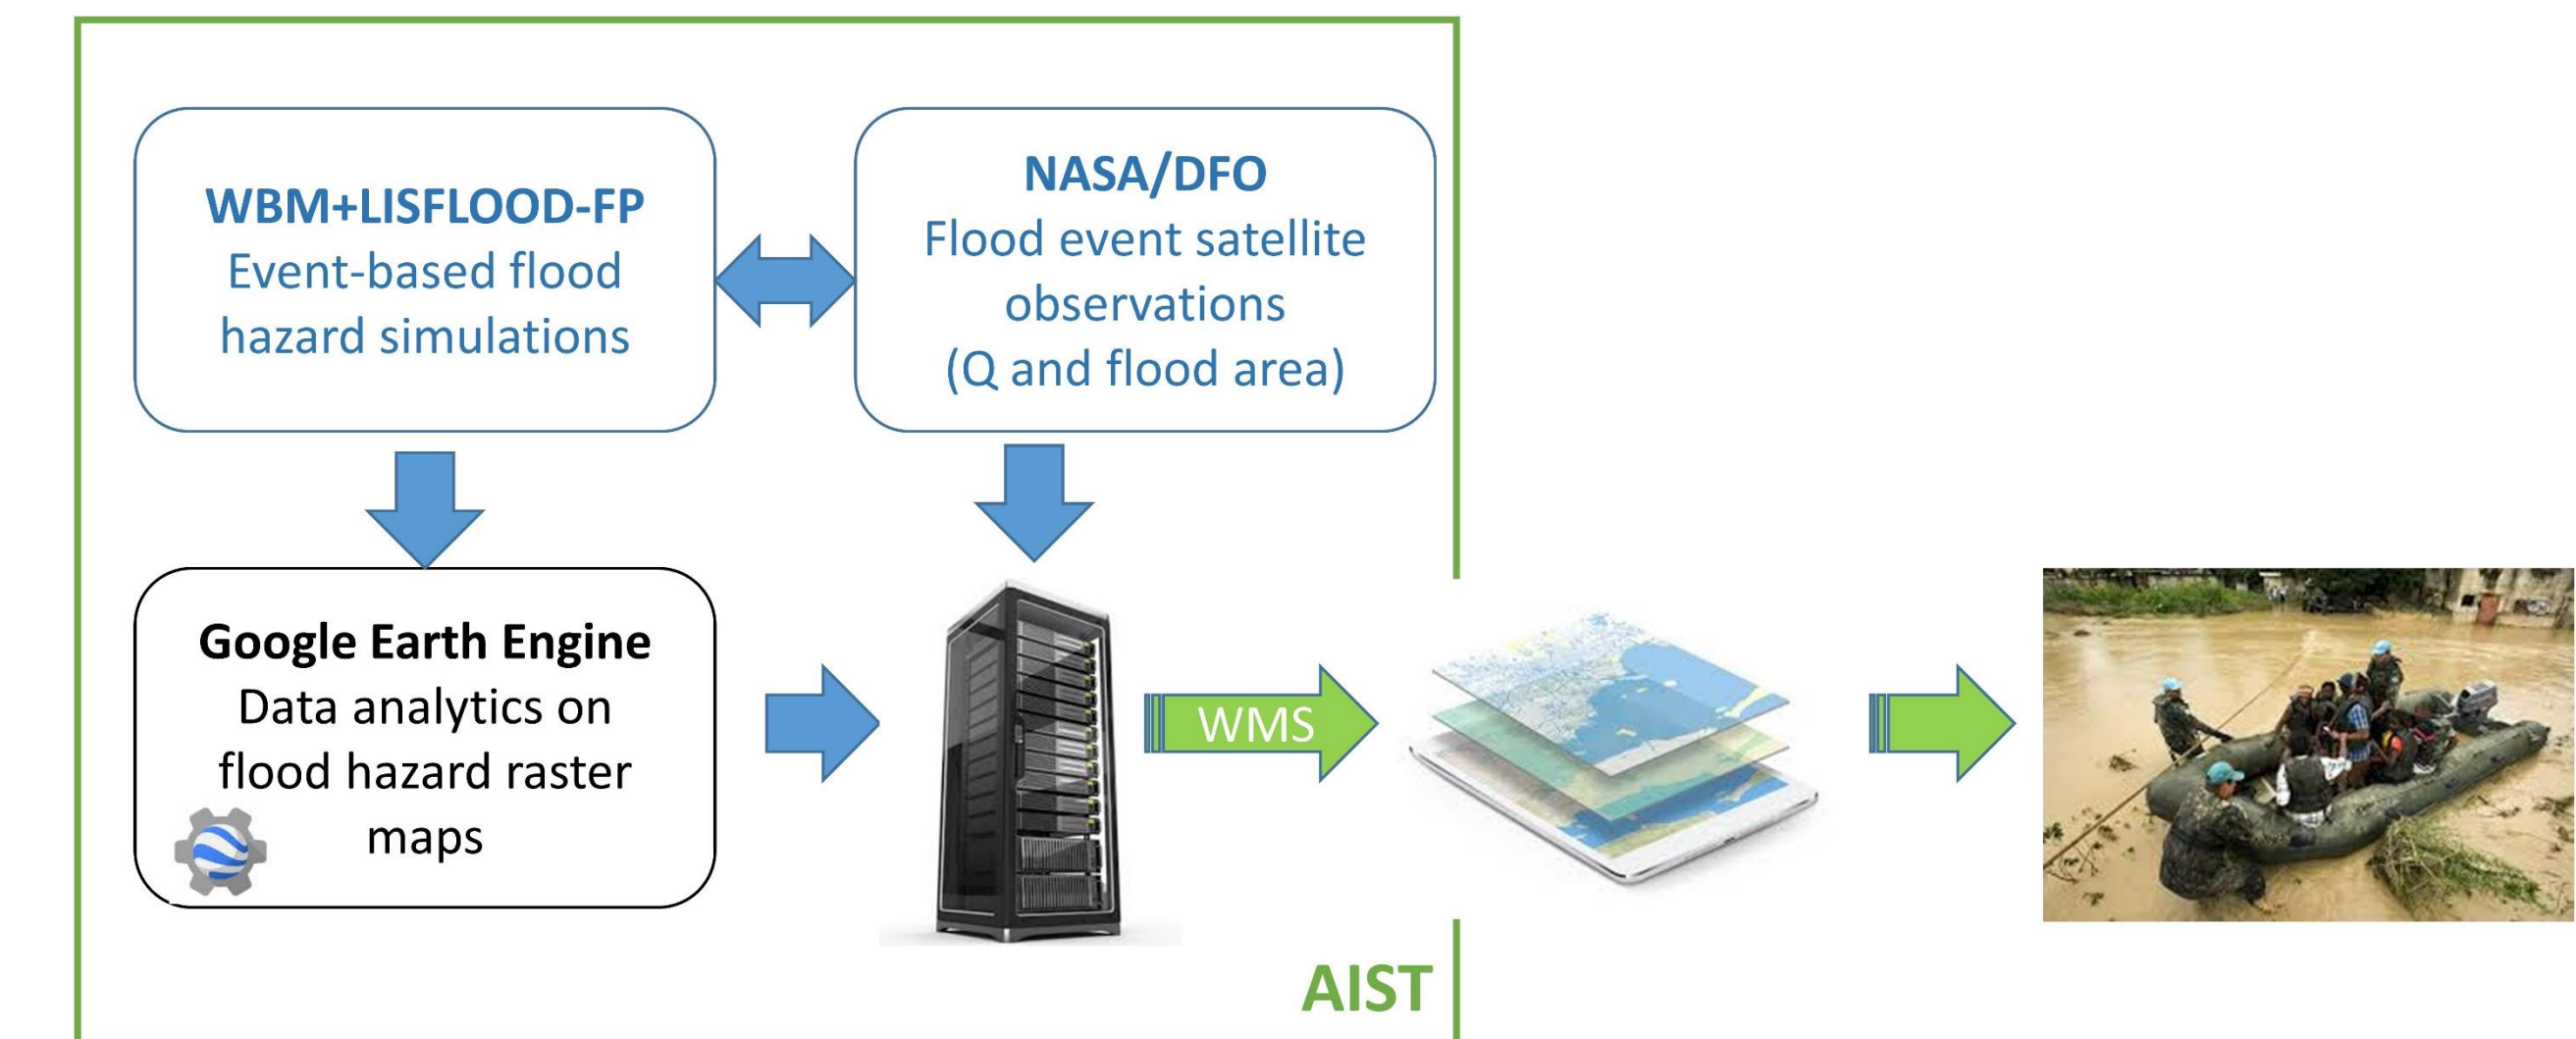 WBM+LISFLOOD-FP
Event-based flood
hazard simulations
NASA/DFO
Flood event satellite
observations
(Q and flood area)
Google Earth Engine
Data analytics on
flood hazard raster
maps
WMS
AIST